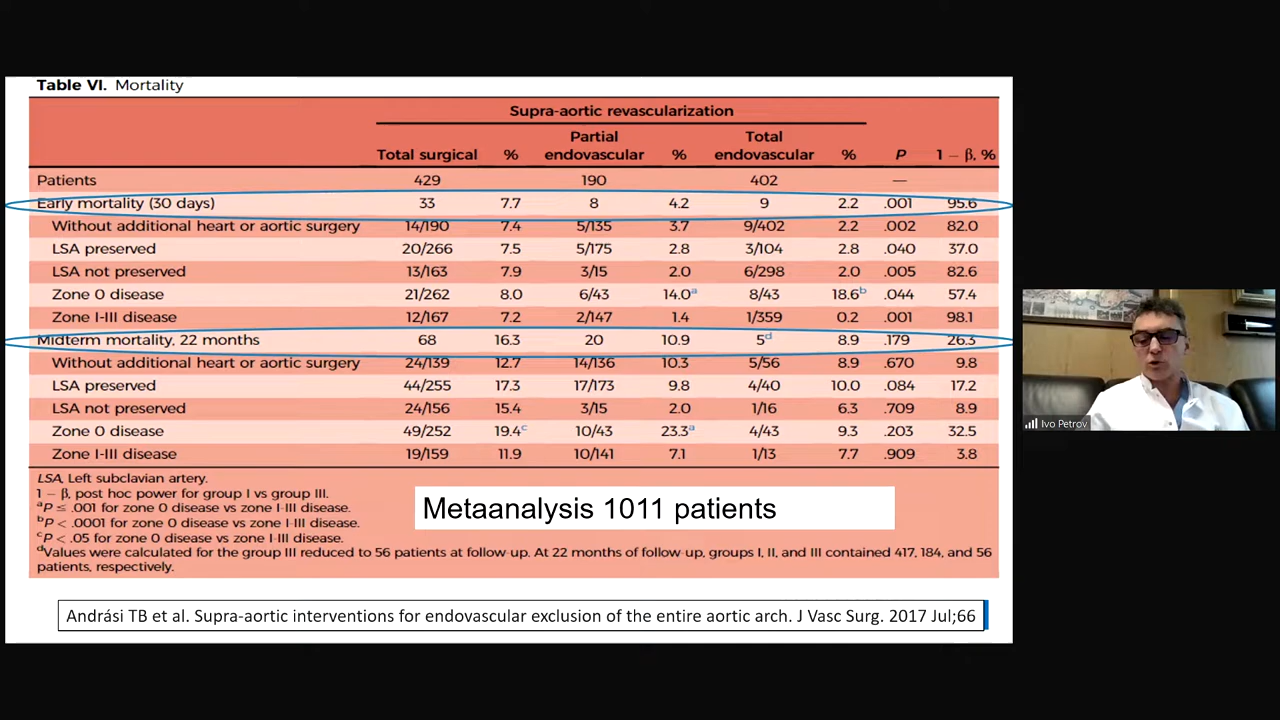 Table VI. Mortality
Supra-aortic revascularization
Total surgical % Partial endovascular % Total endovascular % P 1 − β, %
Patients 429 190 402 —
Early mortality (30 days) 33 7.7 8 4.2 9 2.2 .001 95.6
Without additional heart or aortic surgery 14/190 7.4 5/135 3.7 9/402 2.2 .002 82.0
LSA preserved 20/266 7.5 5/175 2.8 3/104 2.8 .040 37.0
LSA not preserved 13/163 7.9 3/15 2.0 6/298 2.0 .005 82.6
Zone 0 disease 21/262 8.0 6/43 14.0a 8/43 18.6b .044 57.4
Zone I-III disease 12/167 7.2 2/147 1.4 1/359 0.2 .001 98.1
Midterm mortality, 22 months 68 16.3 20 10.9 5d 8.9 .179 26.3
Without additional heart or aortic surgery 24/139 12.7 14/136 10.3 5/56 8.9 .670 9.8
LSA preserved 44/255 17.3 17/173 9.8 4/40 10.0 .084 17.2
LSA not preserved 24/156 15.4 3/15 2.0 1/16 6.3 .709 8.9
Zone 0 disease 49/252 19.4c 10/43 23.3a 4/43 9.3 .203 32.5
Zone I-III disease 19/159 11.9 10/141 7.1 1/13 7.7 .909 3.8
LSA, Left subclavian artery.
1 − β, post hoc power for group I vs group III.
aP ≤ .001 for zone 0 disease vs zone I-III disease.
bP < .0001 for zone 0 disease vs zone I-III disease.
cP < .05 for zone 0 disease vs zone I-III disease.
dValues were calculated for the group III reduced to 56 patients at follow-up. At 22 months of follow-up, groups I, II, and III contained 417, 184, and 56
patients, respectively.
Metaanalysis 1011 patients
Andrási TB et al. Supra-aortic interventions for endovascular exclusion of the entire aortic arch. J Vasc Surg. 2017 Jul;66
Ivo Petrov